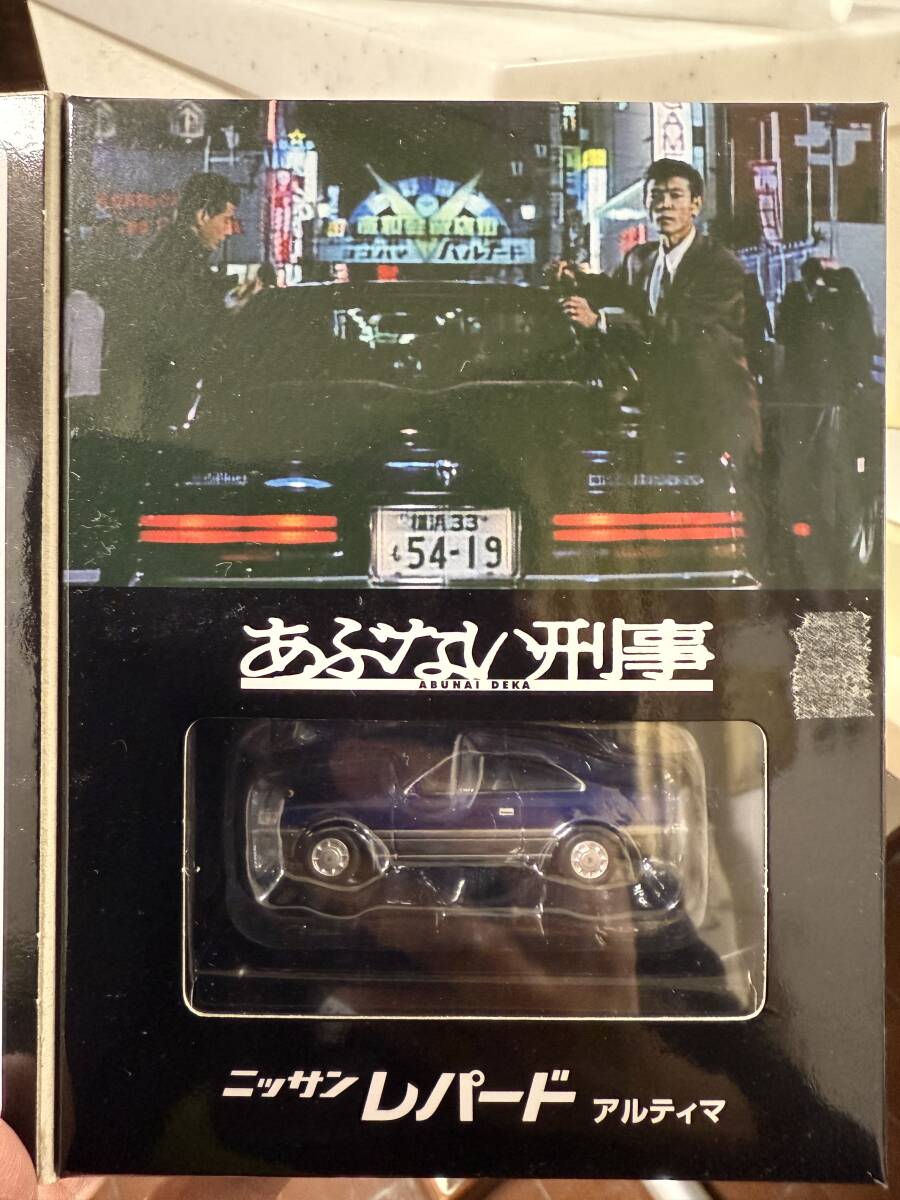 横浜33
も54-19
あぶない刑事
ABUNAI DEKA
ニッサン レパード アルティマ